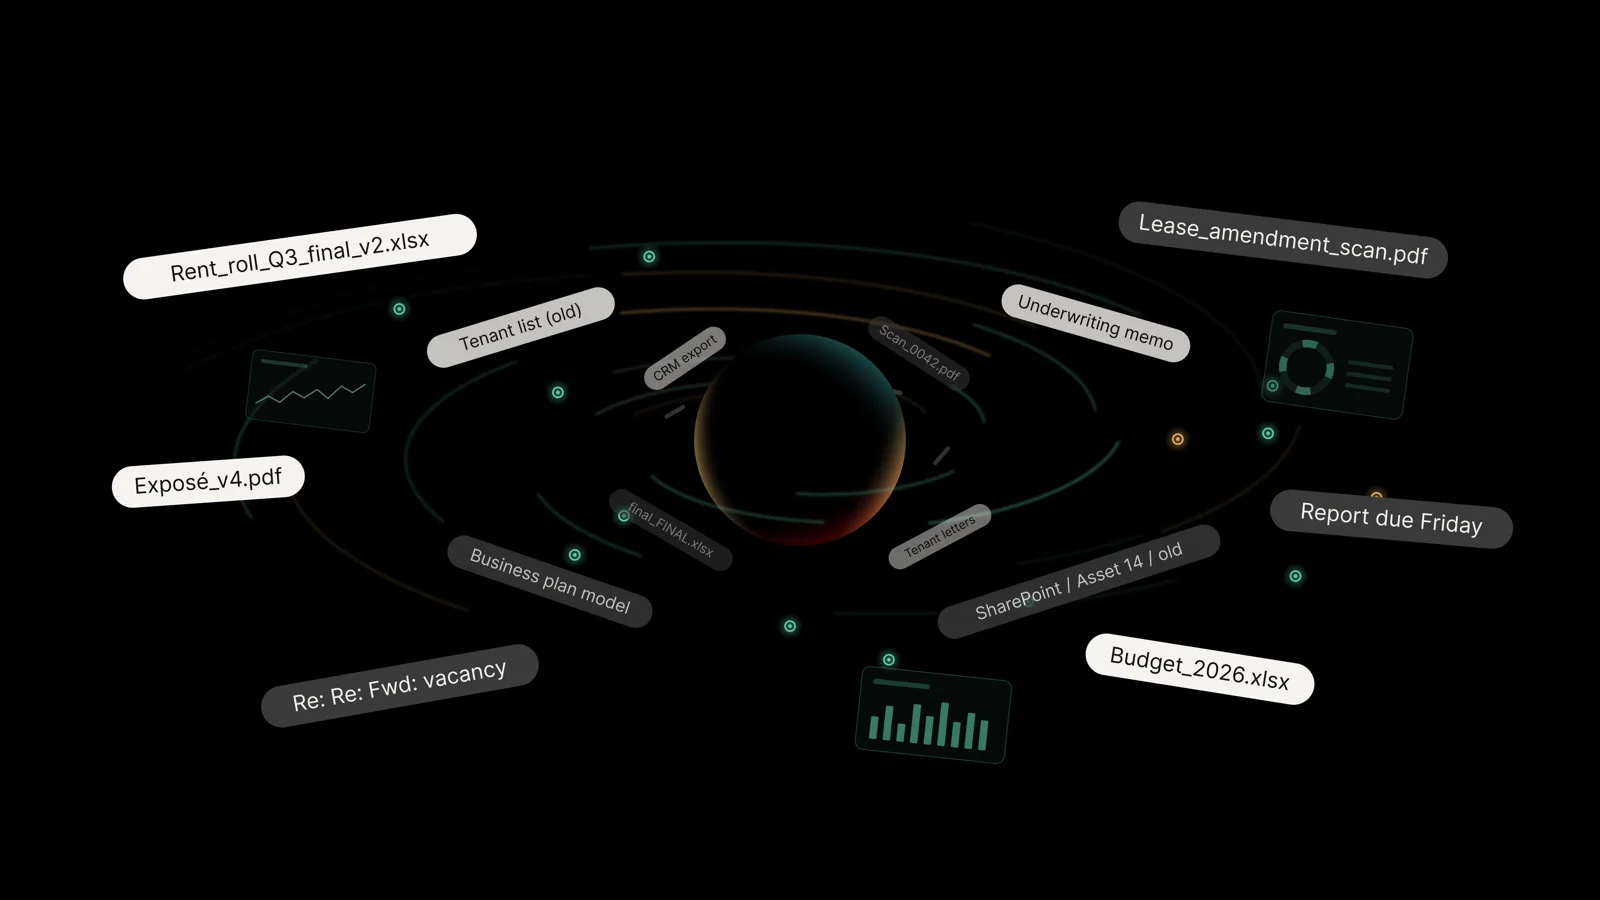 Lease_amendment_scan.pdf
Rent_roll_Q3_final_v2.xlsx
Tenant list (old)
Underwriting memo
CRM export
Scan_0042.pdf
Exposé_v4.pdf
Report due Friday
final_FINAL.xlsx
Tenant letters
Business plan model
SharePoint / Asset 14 / old
Re: Re: Fwd: vacancy
Budget_2026.xlsx